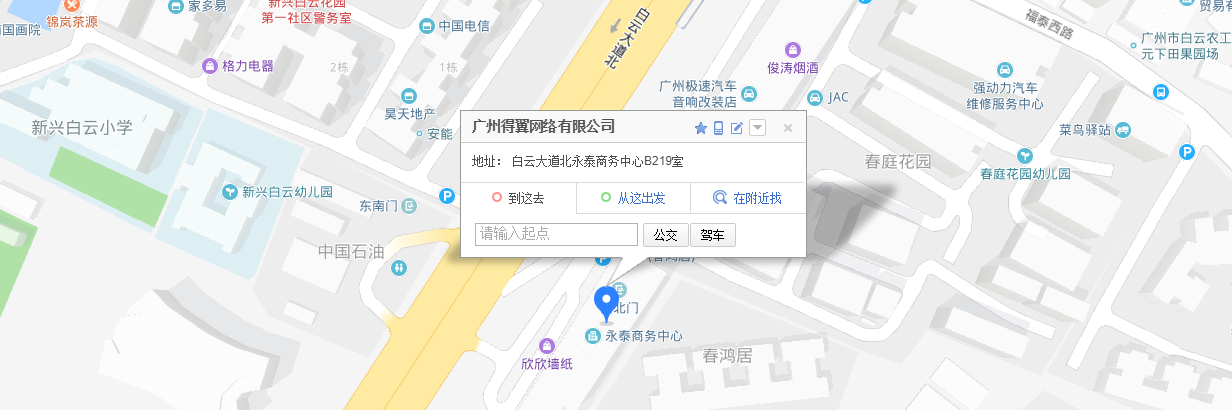 家多易
锦岚茶源
新兴白云花园
第一社区警务室
中国电信
国画院
格力电器
2栋
1栋
昊天地产
安能
白云大道北
俊涛烟酒
广州极速汽车
音响改装店
JAC
福泰西路
贸易有
广州市白云农工
元下田果园场
强动力汽车
维修服务中心
菜鸟驿站
新兴白云小学
新兴白云幼儿园
东南门
中国石油
春庭花园
春庭花园幼儿园
广州得翼网络有限公司
地址： 白云大道北永泰商务中心B219室
到这去
从这出发
在附近找
请输入起点
公交
驾车
北门
永泰商务中心
欣欣墙纸
春鸿居